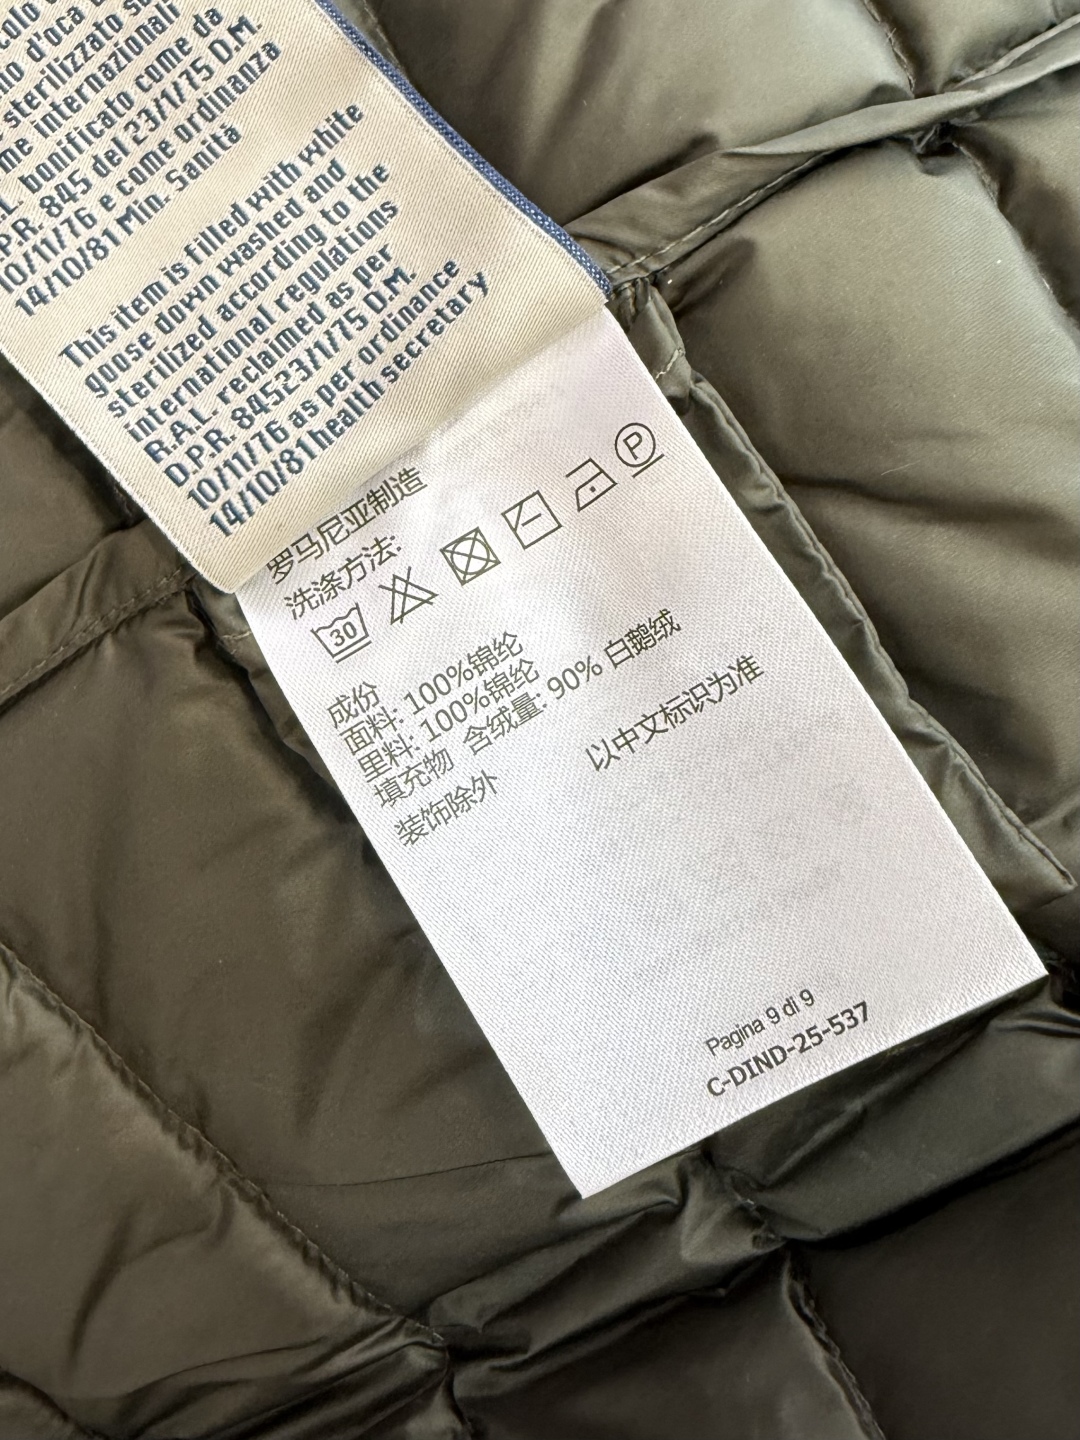 colo
no d'oca
sterilizzato
me internazionali
L. bonificato come da
P.R. 845 del 23/1/75 D.M.
10/11/76 e come ordinanza
14/10/81 Min. Sanità
This item is filled with white
goose down washed and
sterilized according to the
international regulations
R.A.L. reclaimed as per
D.P.R. 845 23/1/75 D.M.
10/11/76 as per ordinance
14/10/81 health secretary
罗马尼亚制造
洗涤方法:
30
P
成份
面料: 100%锦纶
里料: 100%锦纶
填充物 含绒量: 90% 白鹅绒
装饰除外 以中文标识为准
Pagina 9 di 9
C-DIND-25-537